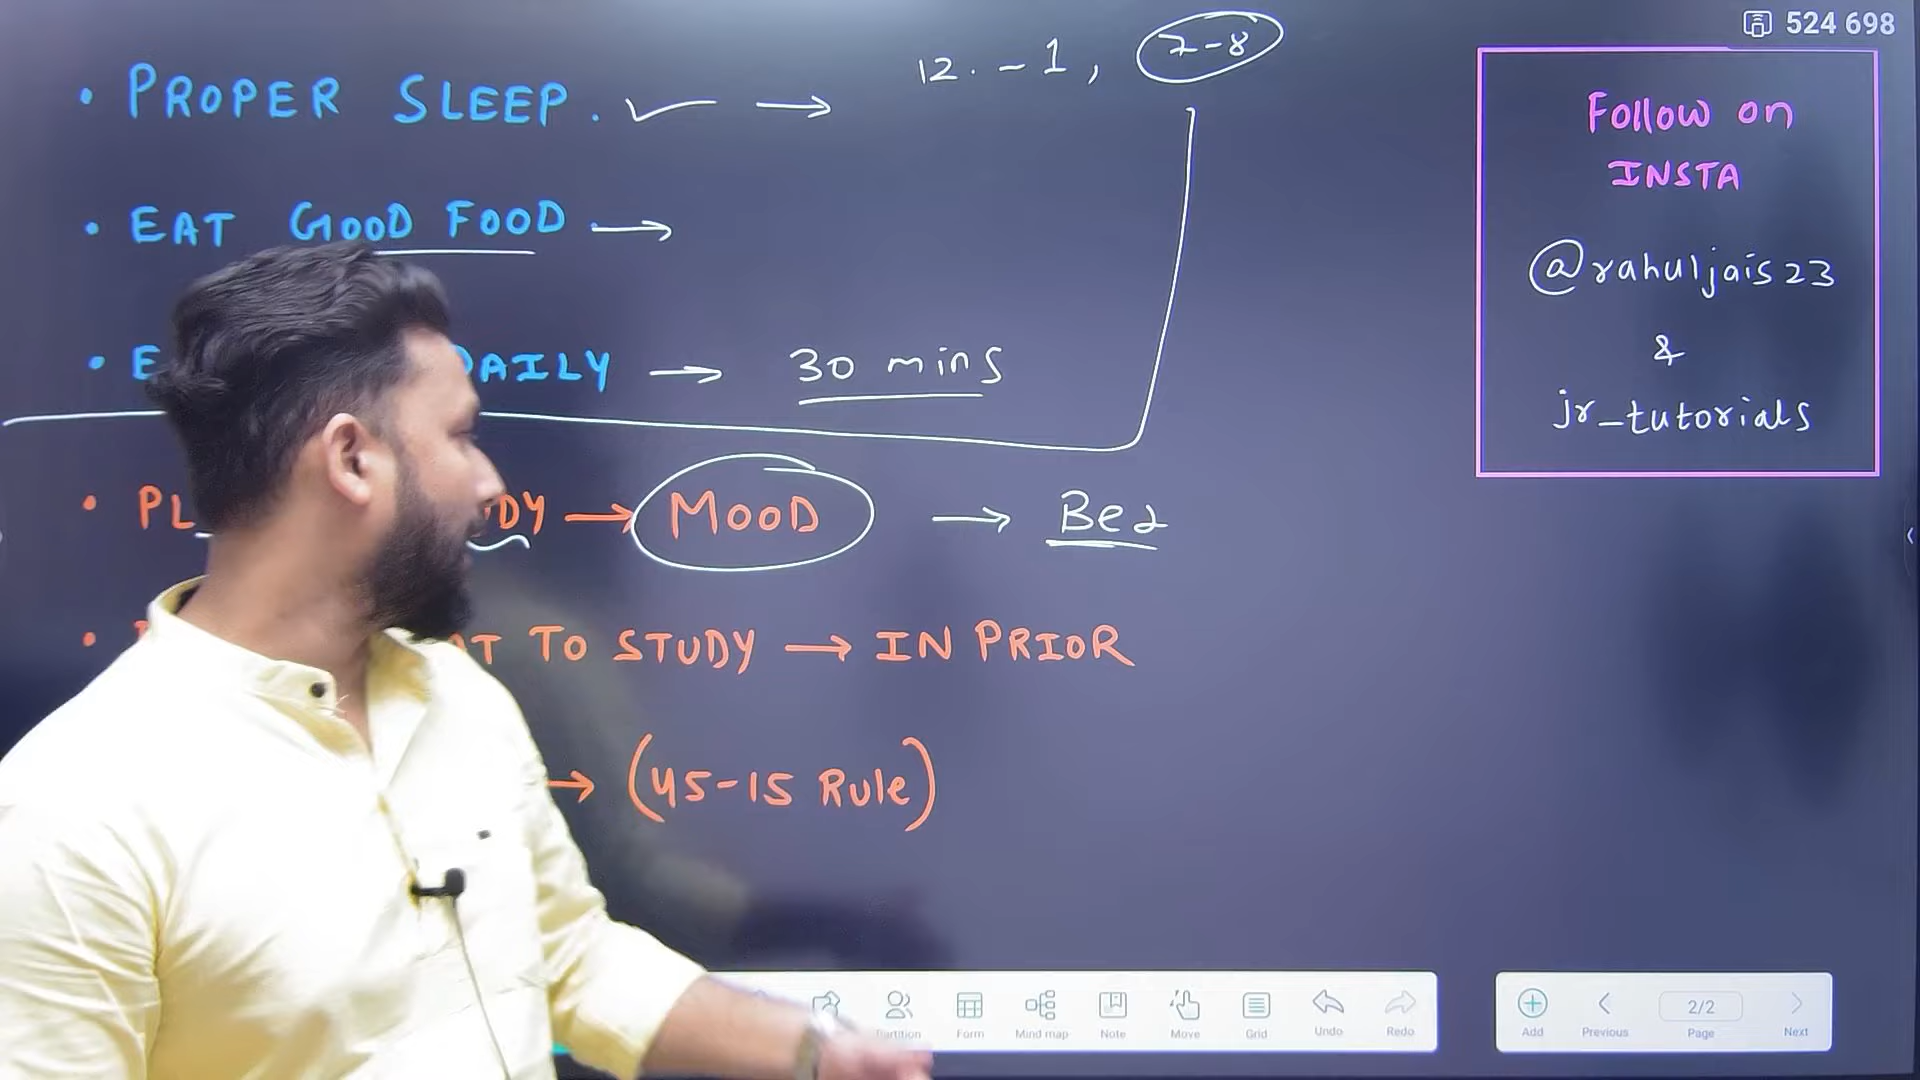 524 698
12. - 1, 7-8
• PROPER SLEEP. →
• EAT GOOD FOOD →
• DAILY → 30 mins
• → MOOD → Bed
• TO STUDY → IN PRIOR
→ (45-15 Rule)
Follow on
INSTA
@rahuljais23
&
jr_tutorials
Partition Form Mind map Note Move Grid Undo Redo
Add Previous 2/2 Page Next